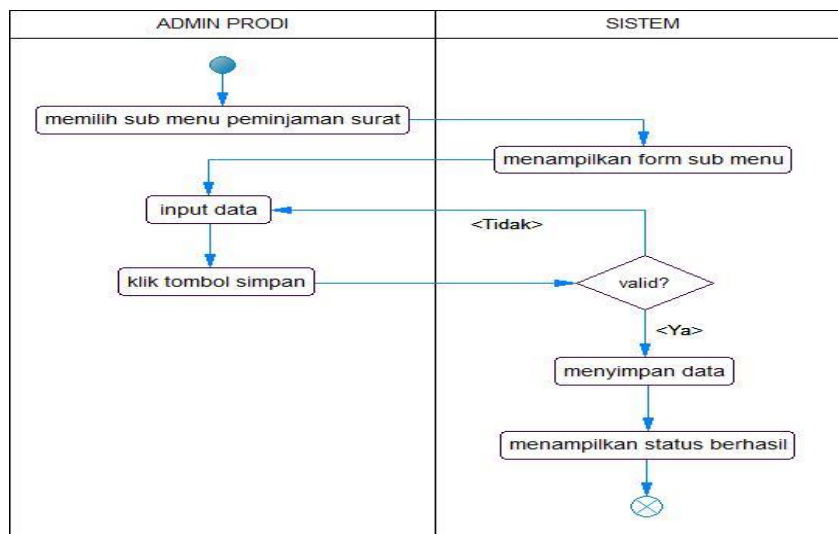 ADMIN PRODI
SISTEM
memilih sub menu peminjaman surat
menampilkan form sub menu
input data
<Tidak>
klik tombol simpan
valid?
<Ya>
menyimpan data
menampilkan status berhasil